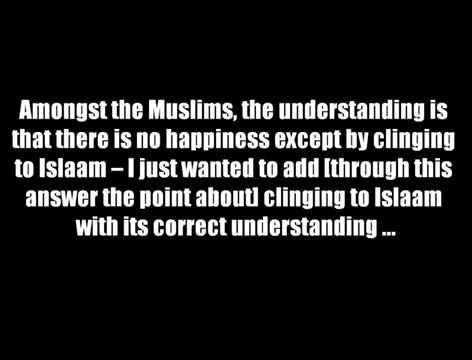 Amongst the Muslims, the understanding is
that there is no happiness except by clinging
to Islaam – I just wanted to add [through this
answer the point about] clinging to Islaam
with its correct understanding ...